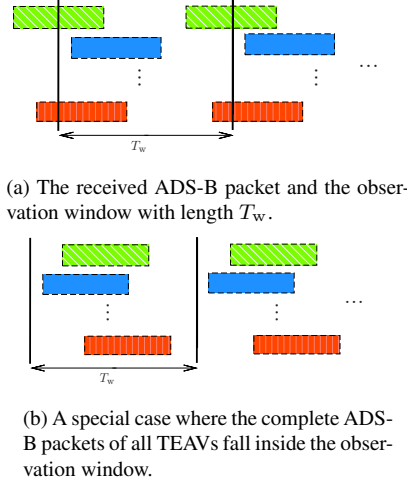 ...
T_w
(a) The received ADS-B packet and the obser-
vation window with length T_w.
...
T_w
(b) A special case where the complete ADS-
B packets of all TEAVs fall inside the obser-
vation window.